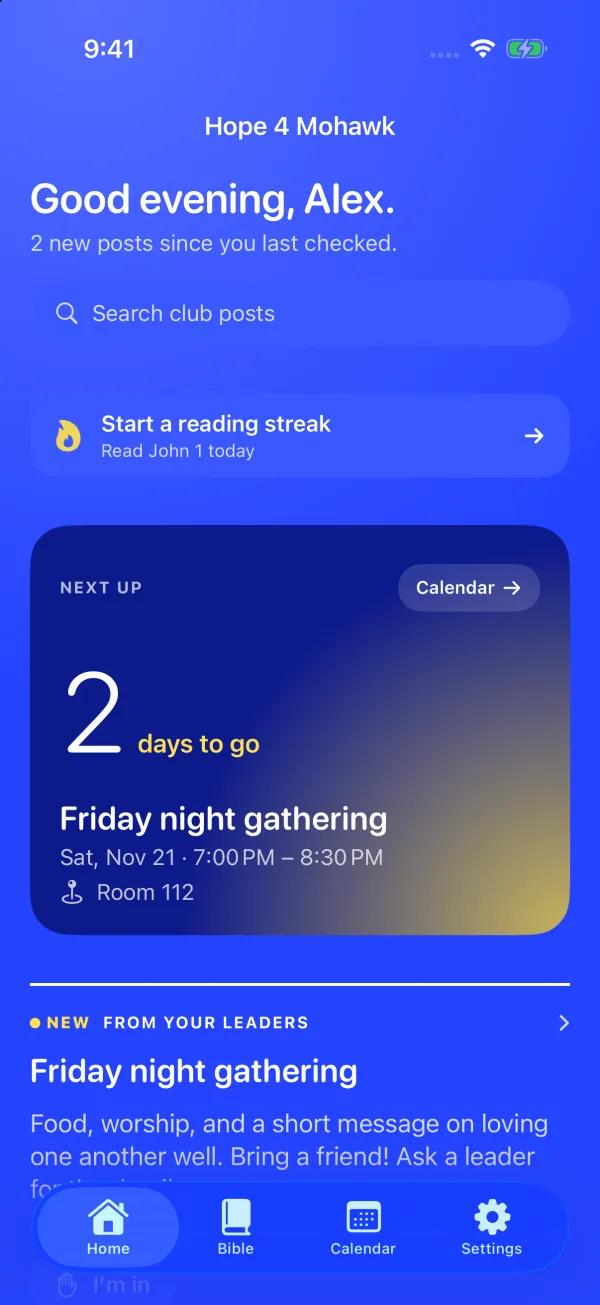 9:41
Hope 4 Mohawk
Good evening, Alex.
2 new posts since you last checked.
Search club posts
Start a reading streak
Read John 1 today
NEXT UP
Calendar
2 days to go
Friday night gathering
Sat, Nov 21 · 7:00 PM – 8:30 PM
Room 112
NEW FROM YOUR LEADERS
Friday night gathering
Food, worship, and a short message on loving
one another well. Bring a friend! Ask a leader
I'm in
Home
Bible
Calendar
Settings